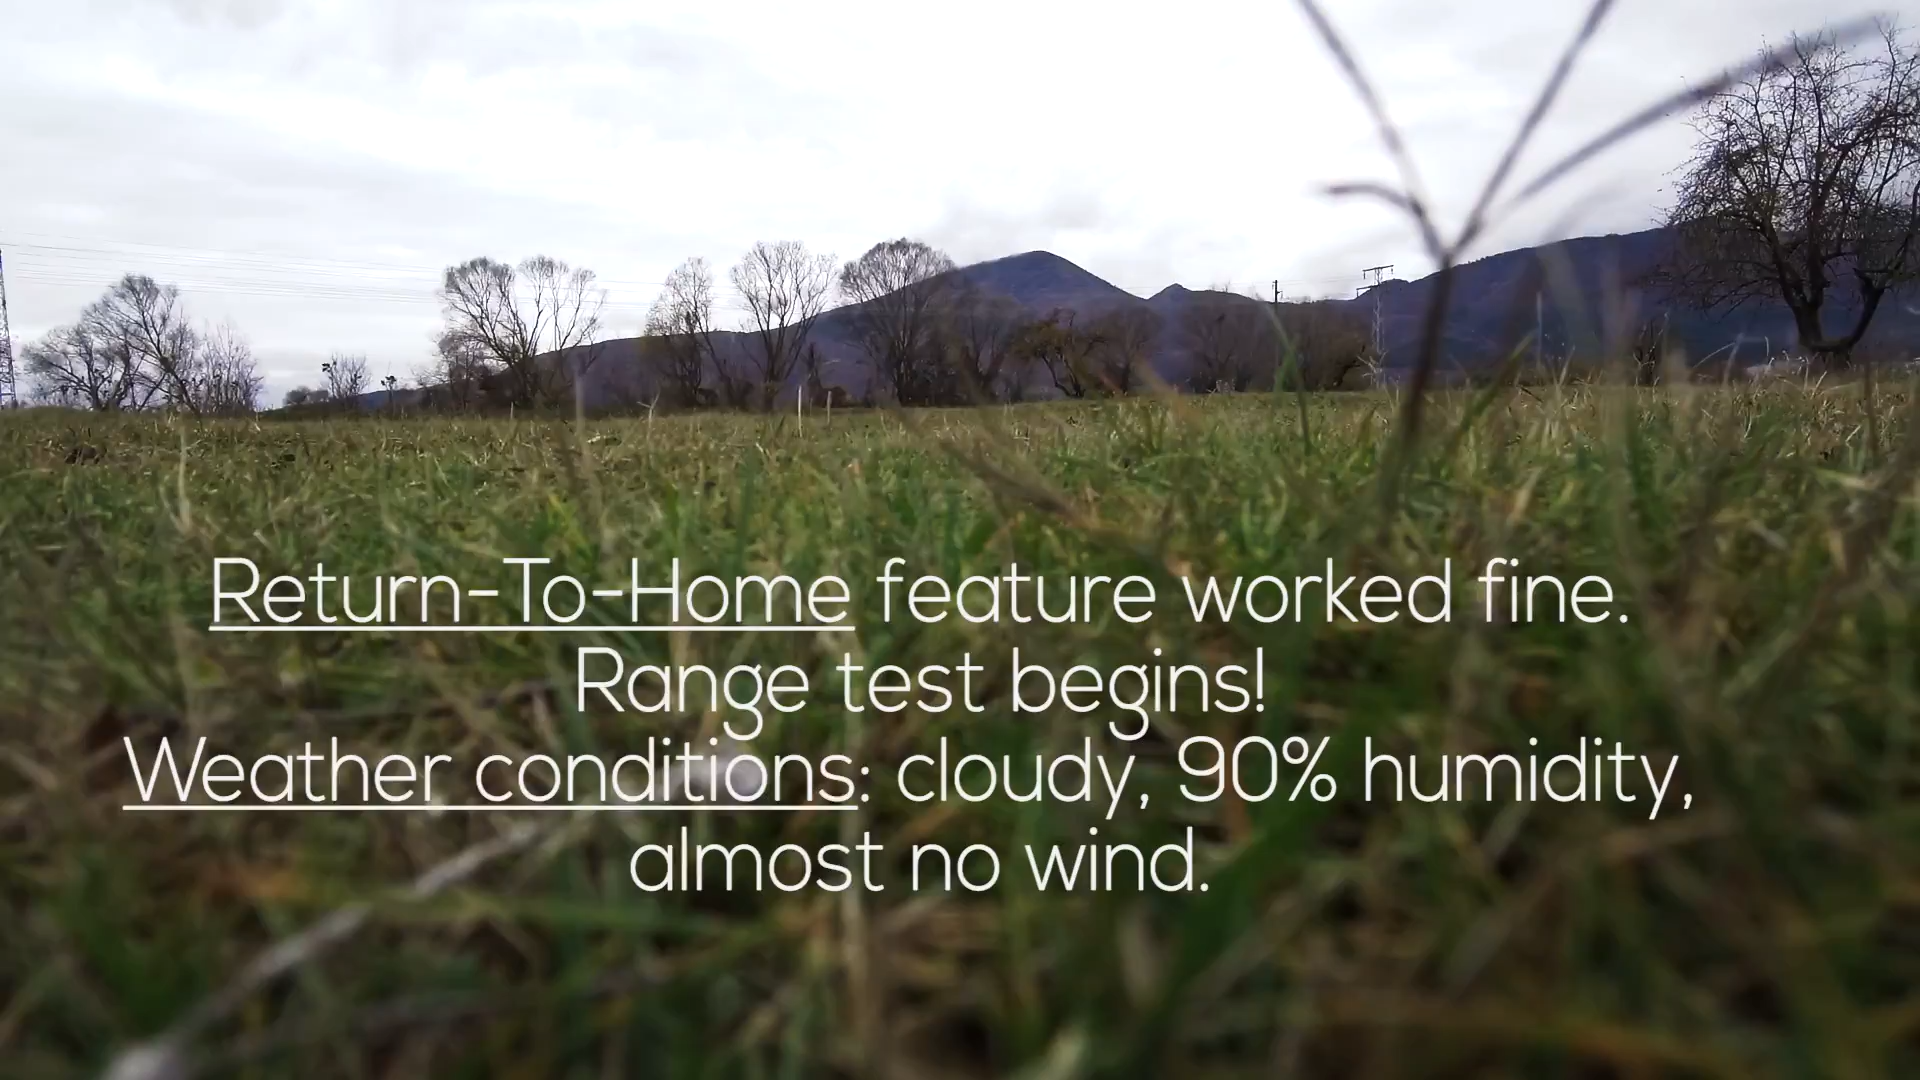 Return-To-Home feature worked fine.
Range test begins!
Weather conditions: cloudy, 90% humidity,
almost no wind.